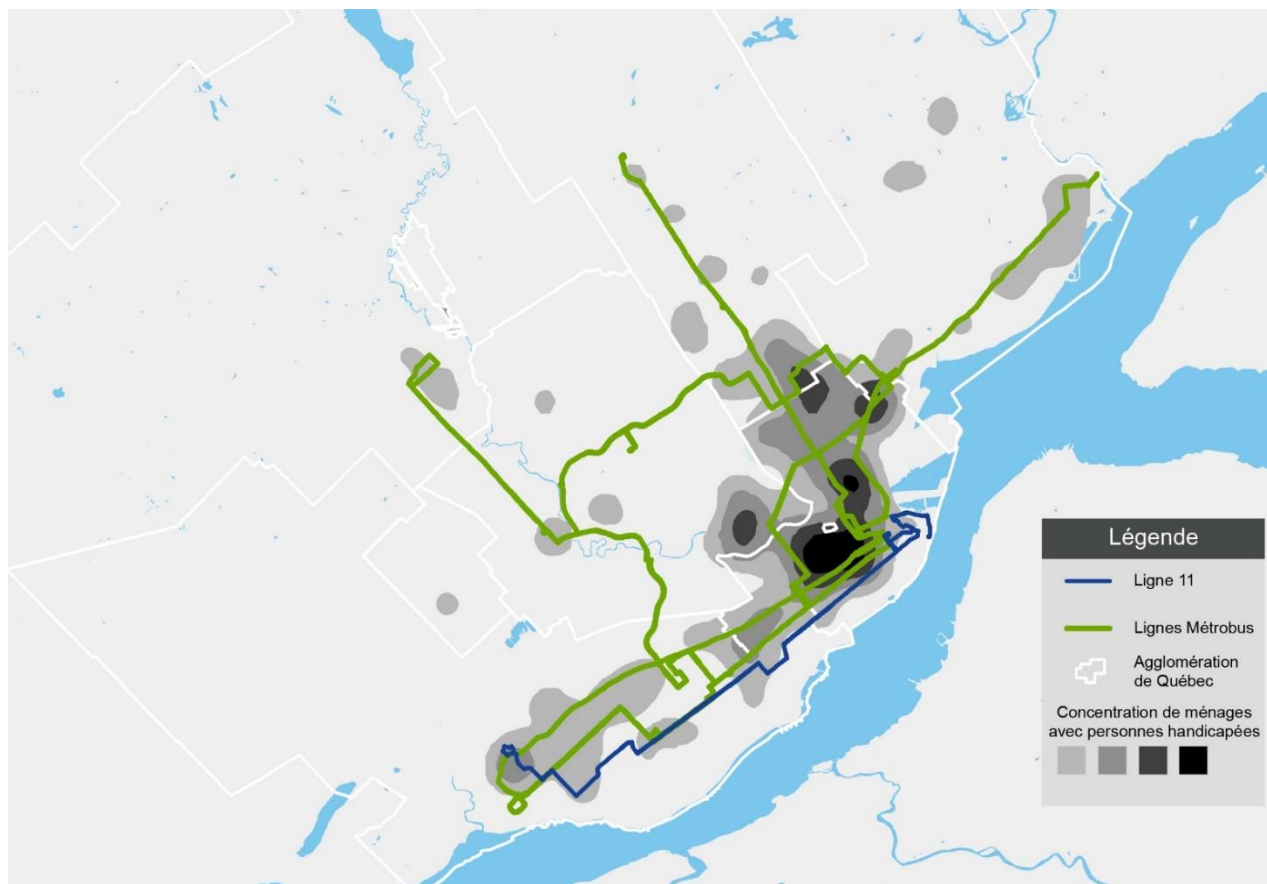 Légende
Ligne 11
Lignes Métrobus
Agglomération
de Québec
Concentration de ménages
avec personnes handicapées